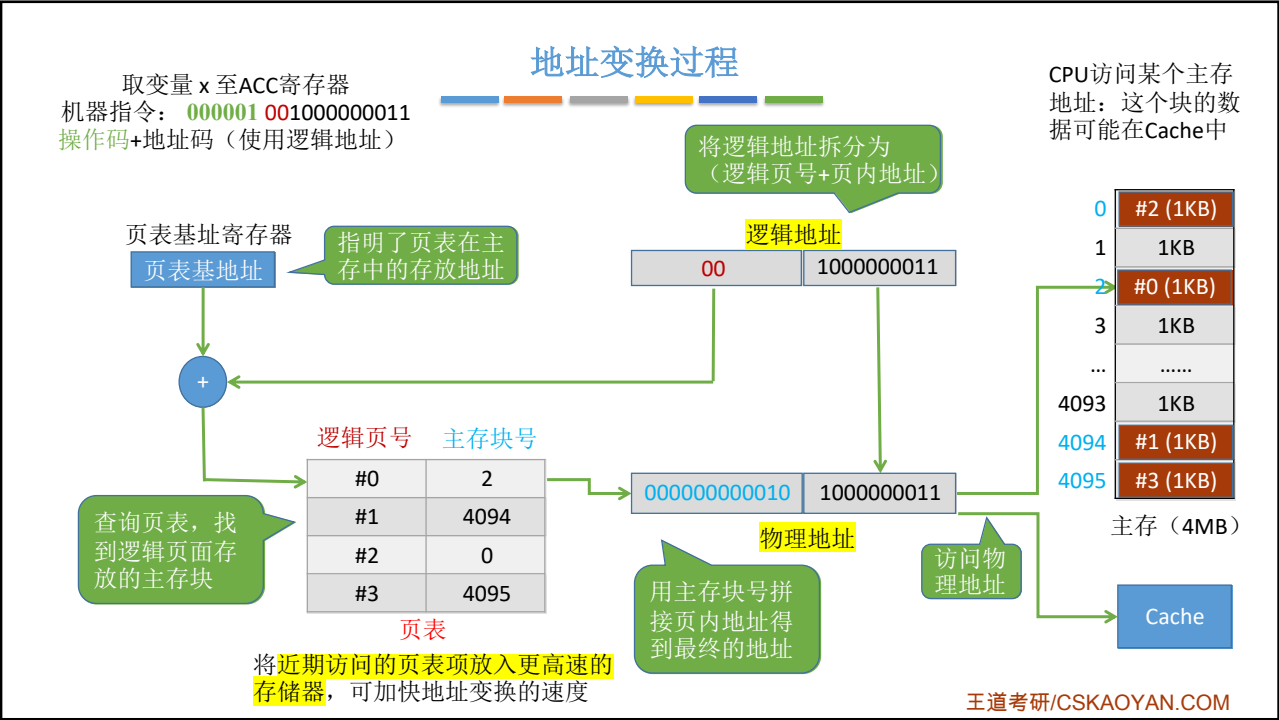 地址变换过程
取变量 x 至ACC寄存器
机器指令： 000001 001000000011
操作码+地址码（使用逻辑地址）
CPU访问某个主存
地址：这个块的数
据可能在Cache中
将逻辑地址拆分为
（逻辑页号+页内地址）
页表基址寄存器
页表基地址
指明了页表在主
存中的存放地址
逻辑地址
00 1000000011
+
逻辑页号 主存块号
#0 2
#1 4094
#2 0
#3 4095
页表
查询页表，找
到逻辑页面存
放的主存块
将近期访问的页表项放入更高速的
存储器，可加快地址变换的速度
000000000010 1000000011
物理地址
用主存块号拼
接页内地址得
到最终的地址
访问物
理地址
0 #2 (1KB)
1 1KB
2 #0 (1KB)
3 1KB
... ……
4093 1KB
4094 #1 (1KB)
4095 #3 (1KB)
主存（4MB）
Cache
王道考研/CSKAOYAN.COM